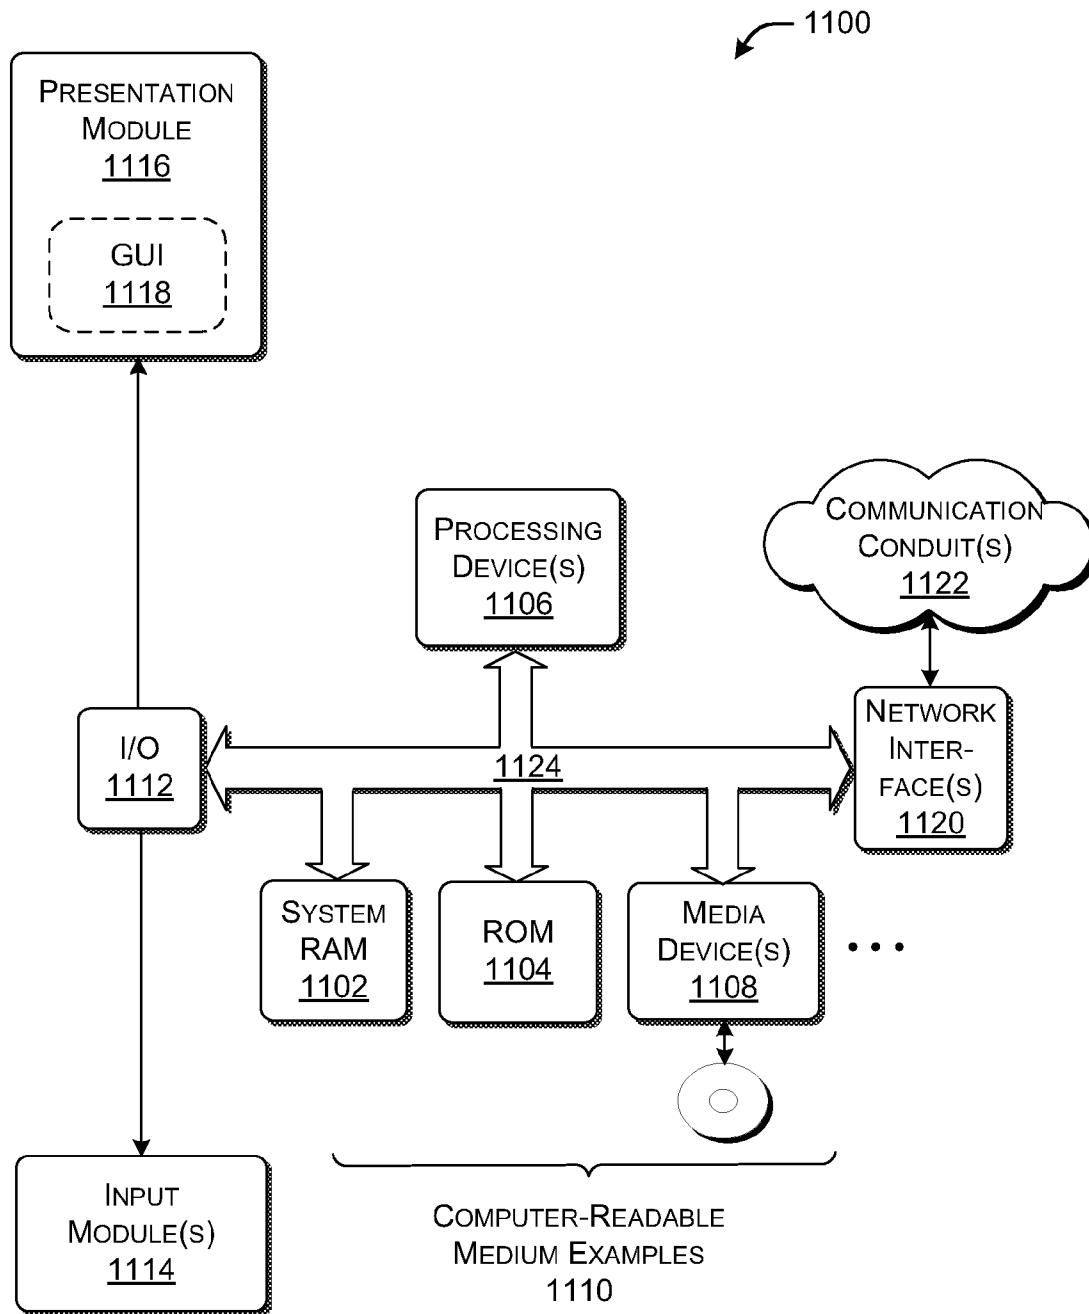 1100
PRESENTATION
MODULE
1116
GUI
1118
PROCESSING
DEVICE(S)
1106
COMMUNICATION
CONDUIT(S)
1122
I/O
1112
1124
NETWORK
INTER-
FACE(S)
1120
SYSTEM
RAM
1102
ROM
1104
MEDIA
DEVICE(S)
1108
• • •
INPUT
MODULE(S)
1114
COMPUTER-READABLE
MEDIUM EXAMPLES
1110